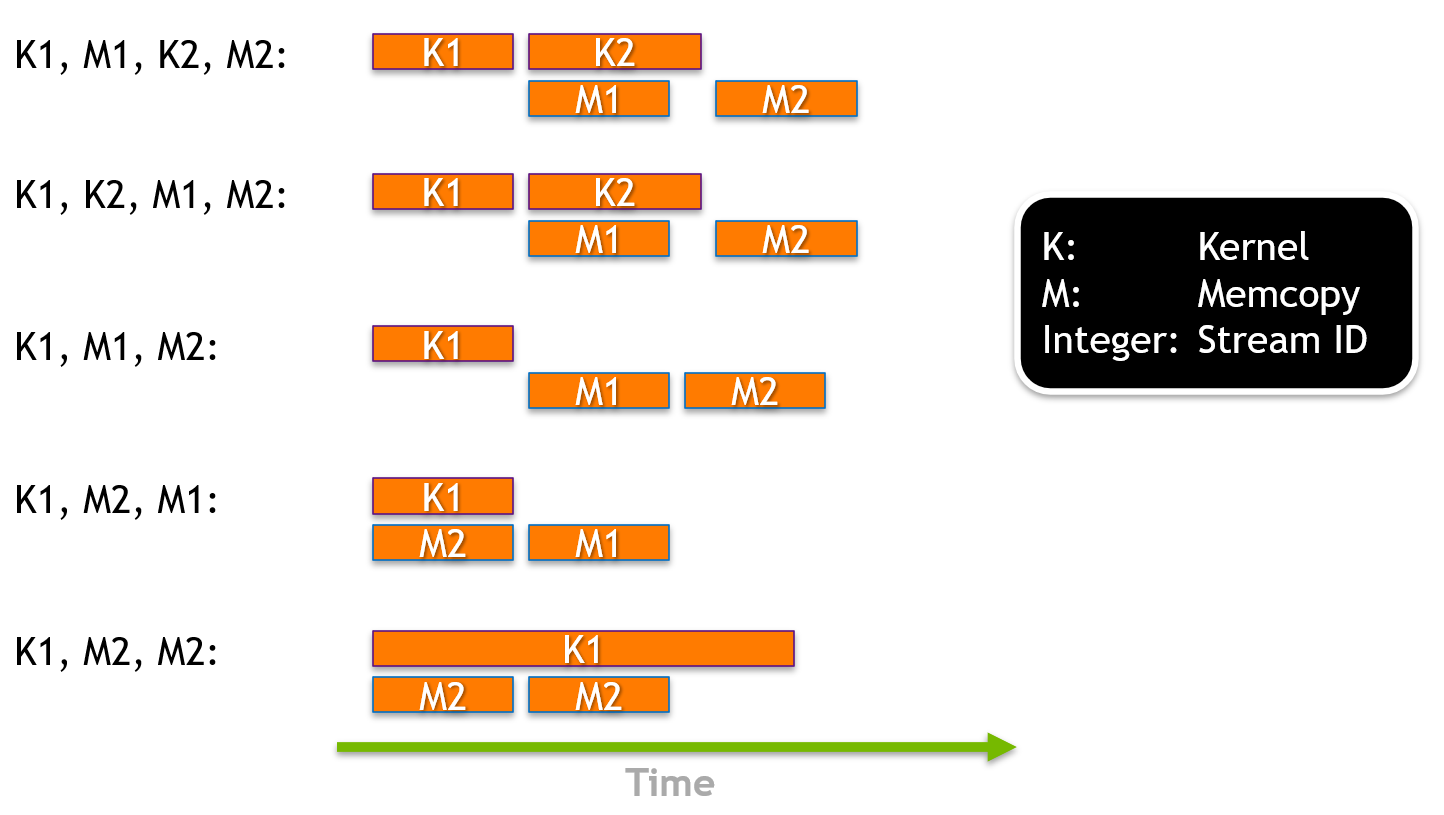 K1, M1, K2, M2:
K1 K2
M1 M2
K1, K2, M1, M2:
K1 K2
M1 M2
K: Kernel
M: Memcopy
Integer: Stream ID
K1, M1, M2:
K1
M1 M2
K1, M2, M1:
K1
M2 M1
K1, M2, M2:
K1
M2 M2
Time